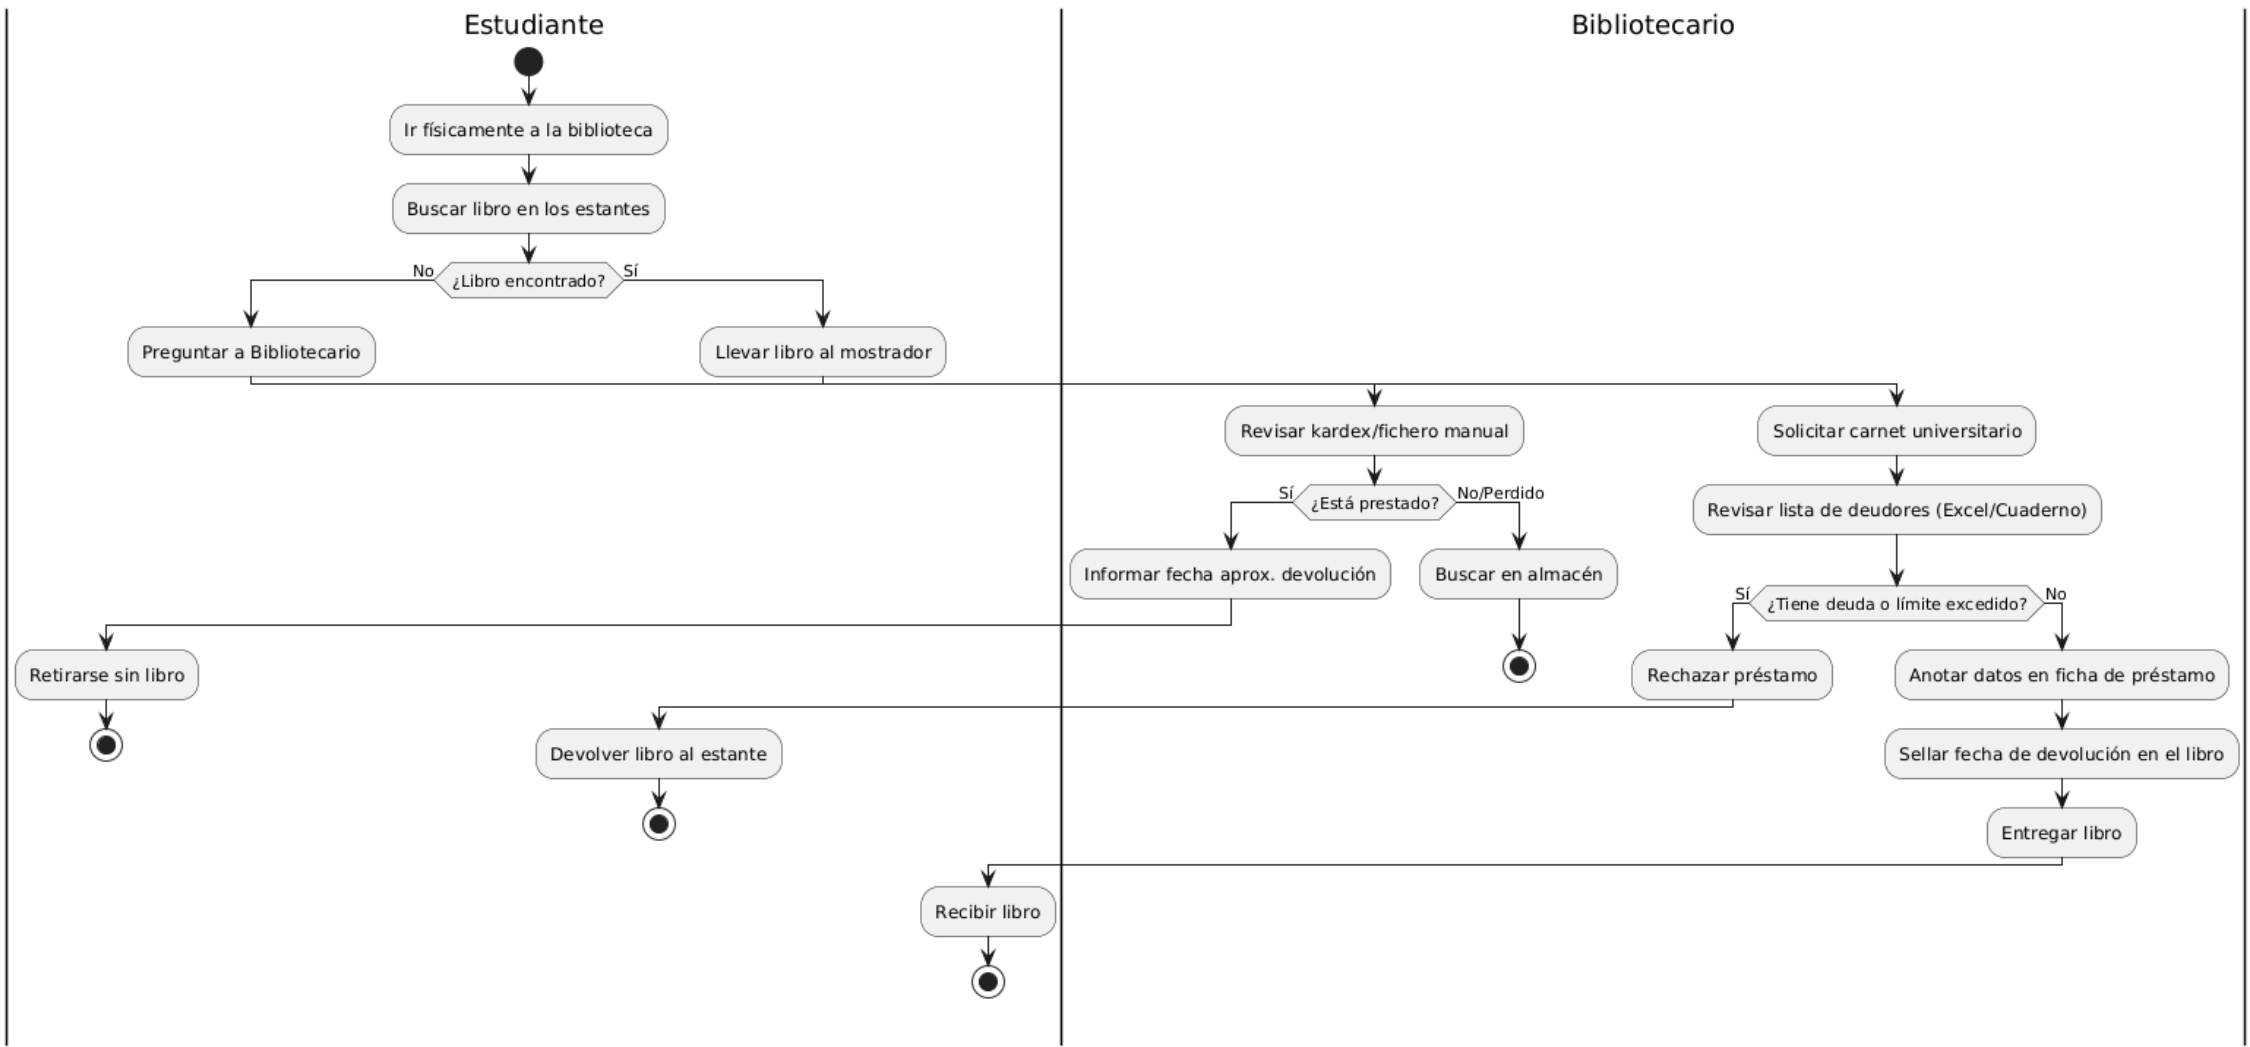 Estudiante
Bibliotecario
Ir físicamente a la biblioteca
Buscar libro en los estantes
No
¿Libro encontrado?
Sí
Preguntar a Bibliotecario
Llevar libro al mostrador
Revisar kardex/fichero manual
Solicitar carnet universitario
Sí
¿Está prestado?
No/Perdido
Revisar lista de deudores (Excel/Cuaderno)
Informar fecha aprox. devolución
Buscar en almacén
Sí
¿Tiene deuda o límite excedido?
No
Retirarse sin libro
Rechazar préstamo
Anotar datos en ficha de préstamo
Devolver libro al estante
Sellar fecha de devolución en el libro
Entregar libro
Recibir libro